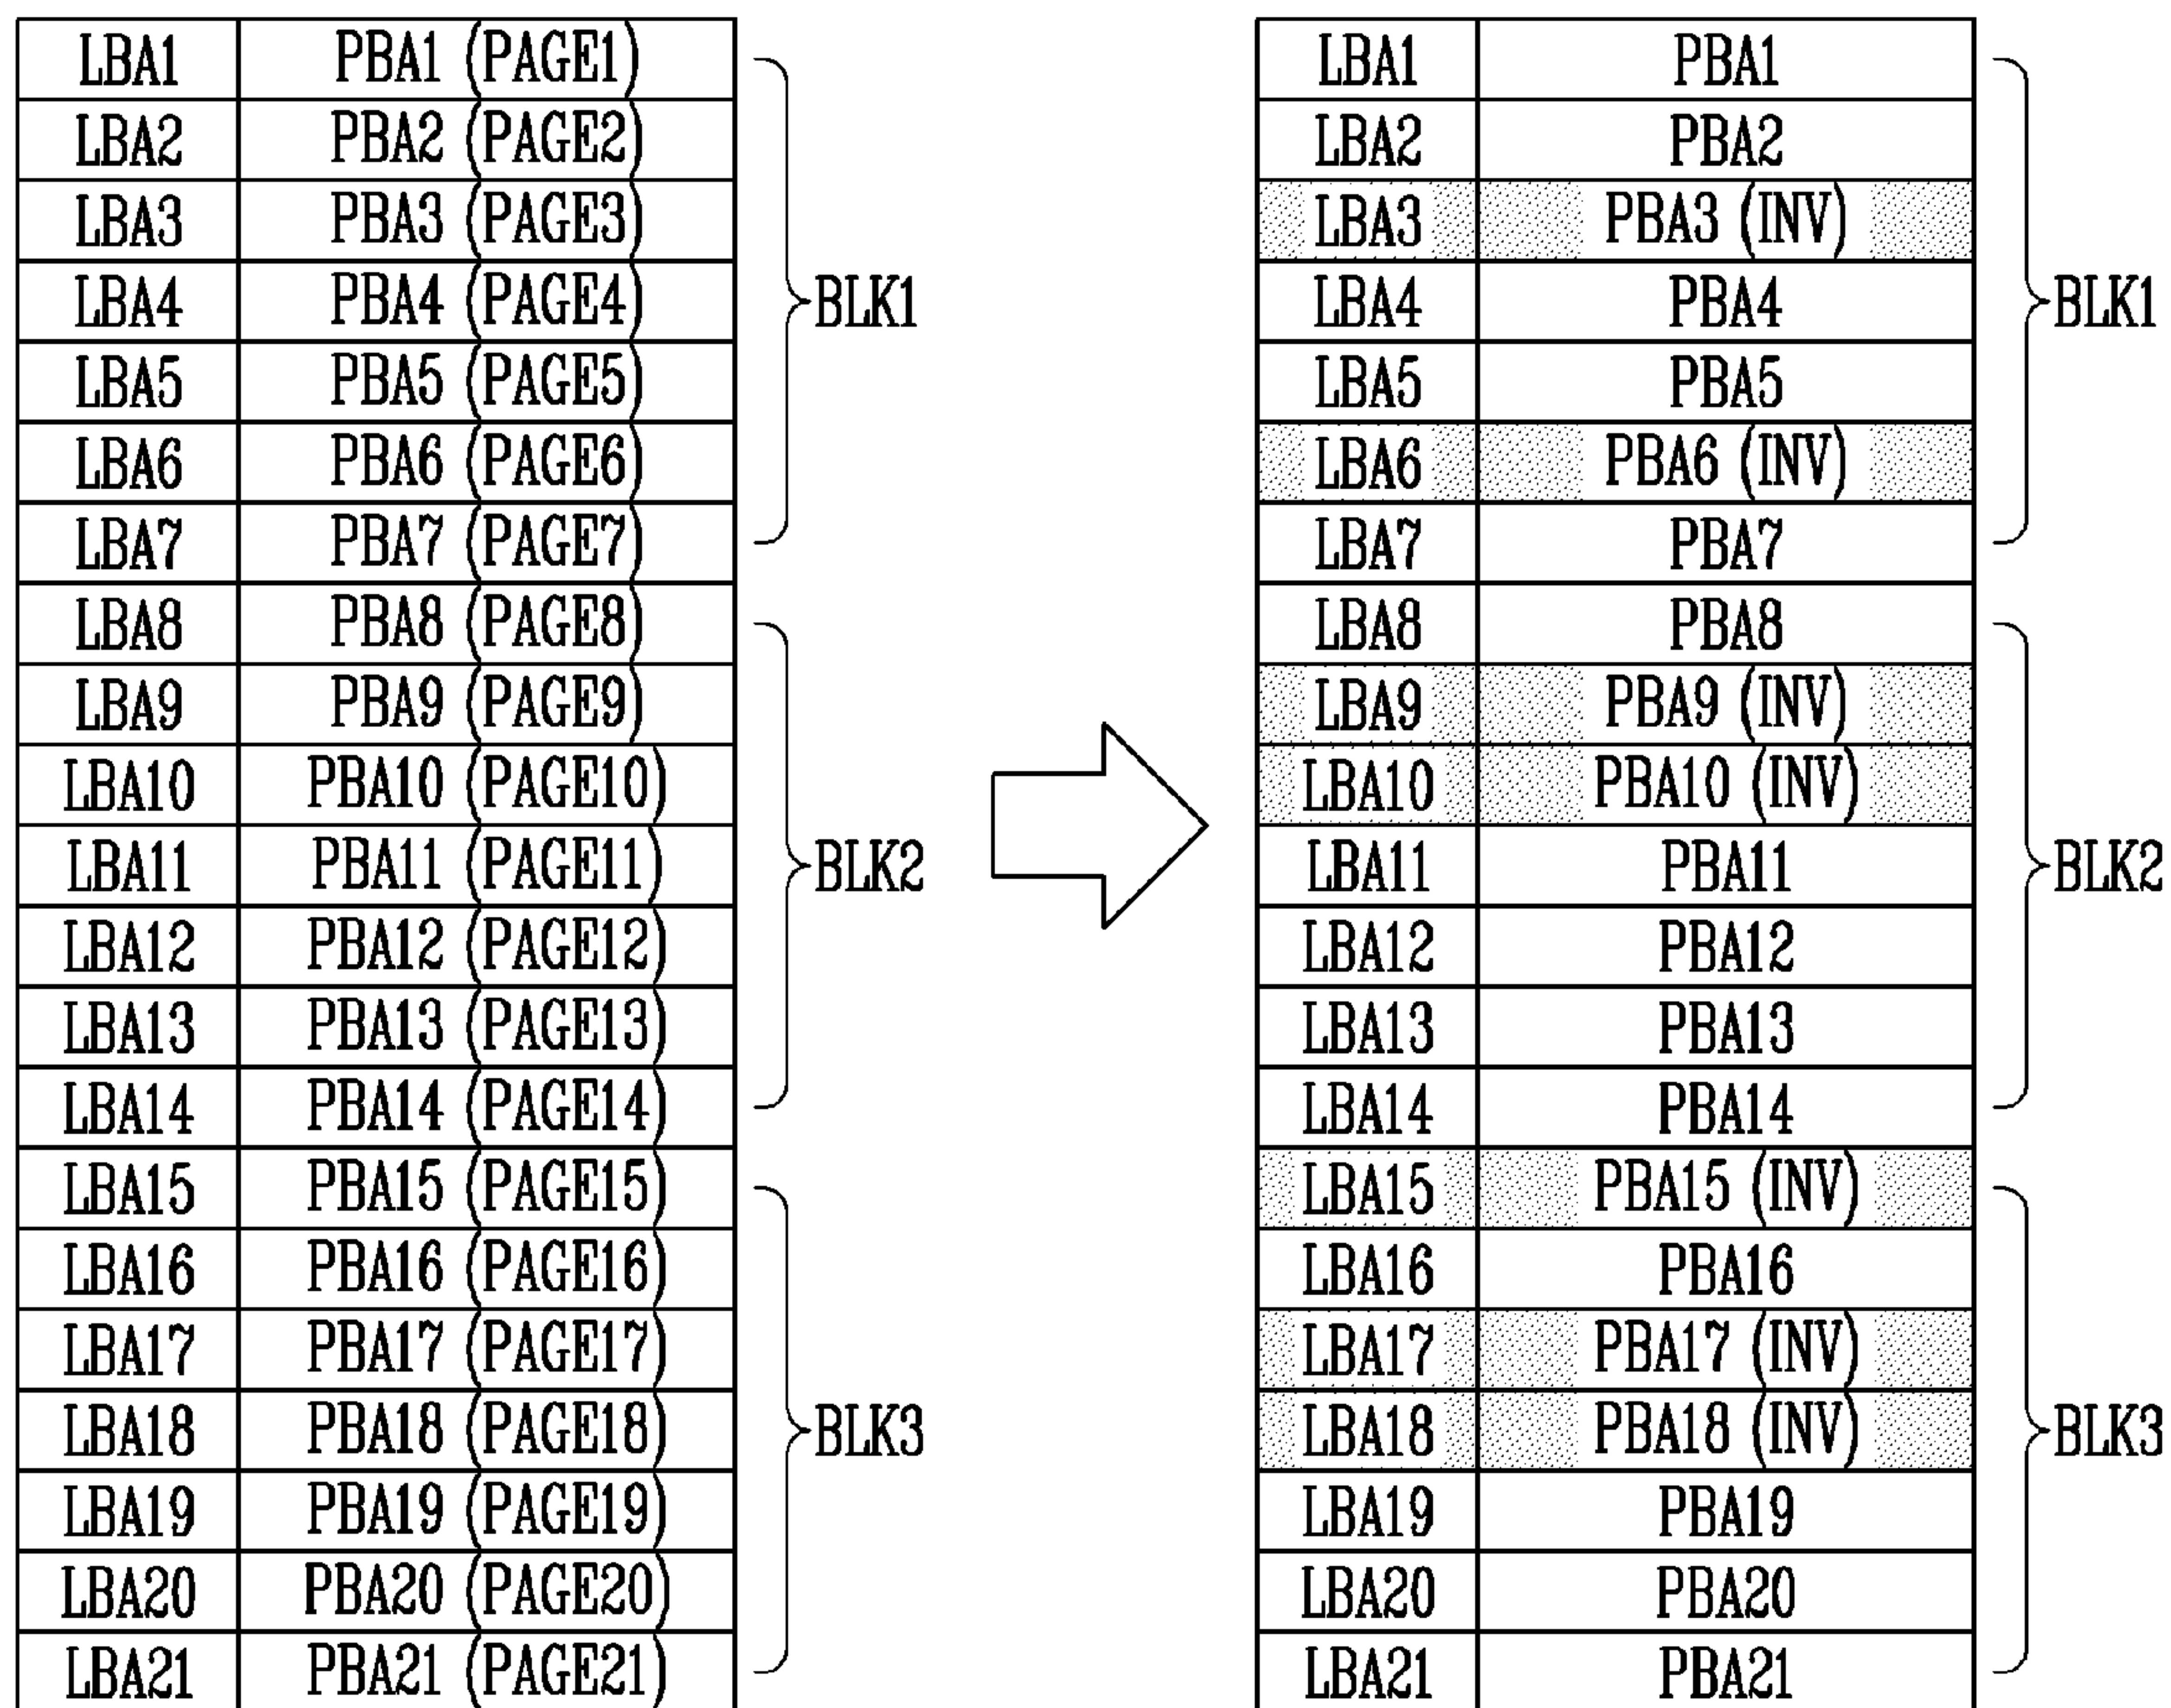 LBA1 PBA1 (PAGE1)
LBA2 PBA2 (PAGE2)
LBA3 PBA3 (PAGE3)
LBA4 PBA4 (PAGE4)
LBA5 PBA5 (PAGE5)
LBA6 PBA6 (PAGE6)
LBA7 PBA7 (PAGE7)
BLK1
LBA8 PBA8 (PAGE8)
LBA9 PBA9 (PAGE9)
LBA10 PBA10 (PAGE10)
LBA11 PBA11 (PAGE11)
LBA12 PBA12 (PAGE12)
LBA13 PBA13 (PAGE13)
LBA14 PBA14 (PAGE14)
BLK2
LBA15 PBA15 (PAGE15)
LBA16 PBA16 (PAGE16)
LBA17 PBA17 (PAGE17)
LBA18 PBA18 (PAGE18)
LBA19 PBA19 (PAGE19)
LBA20 PBA20 (PAGE20)
LBA21 PBA21 (PAGE21)
BLK3
LBA1 PBA1
LBA2 PBA2
LBA3 PBA3 (INV)
LBA4 PBA4
LBA5 PBA5
LBA6 PBA6 (INV)
LBA7 PBA7
BLK1
LBA8 PBA8
LBA9 PBA9 (INV)
LBA10 PBA10 (INV)
LBA11 PBA11
LBA12 PBA12
LBA13 PBA13
LBA14 PBA14
BLK2
LBA15 PBA15 (INV)
LBA16 PBA16
LBA17 PBA17 (INV)
LBA18 PBA18 (INV)
LBA19 PBA19
LBA20 PBA20
LBA21 PBA21
BLK3